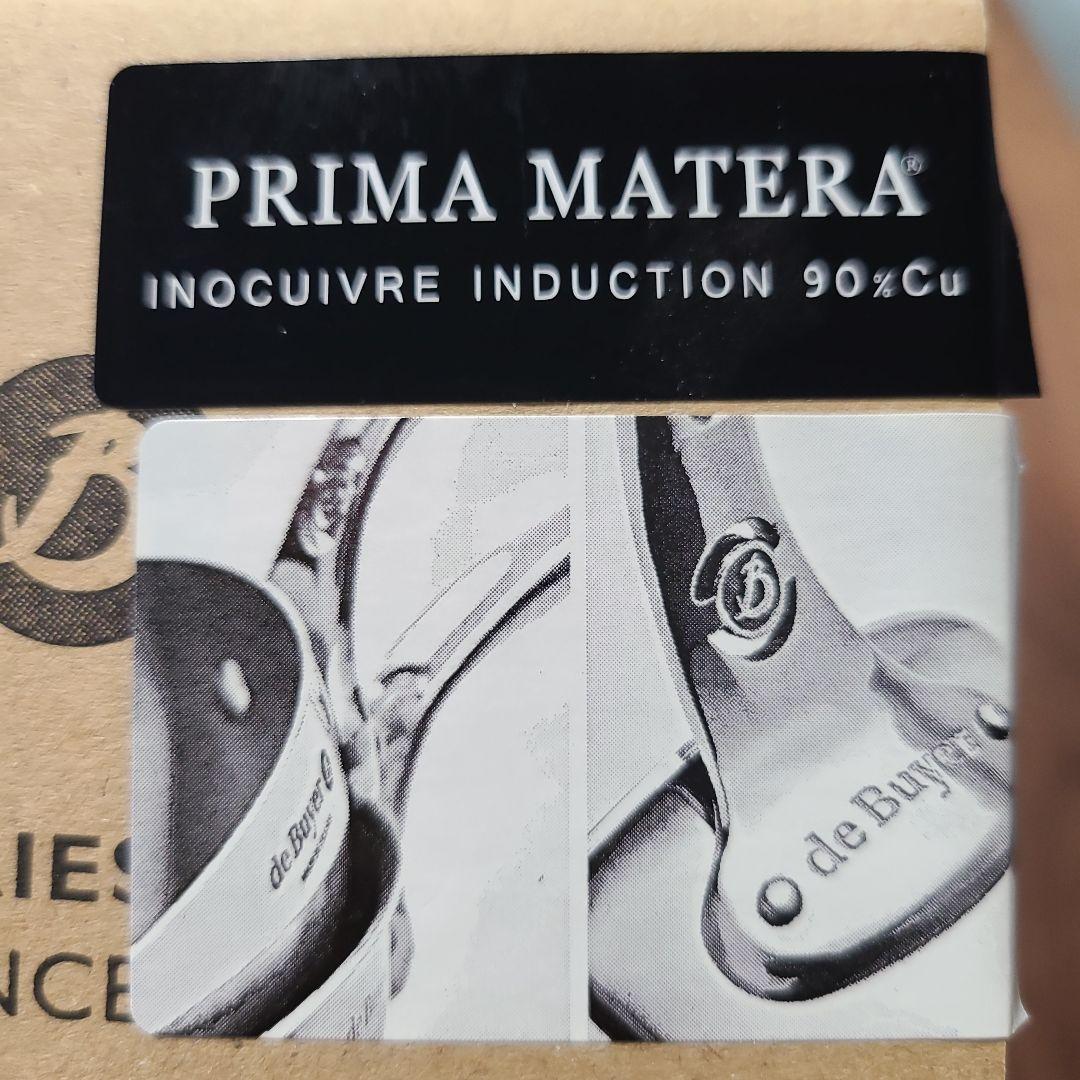 PRIMA MATERA®
INOCUIVRE INDUCTION 90%Cu
B
IES
NCE
de Buyer
B
de Buyer